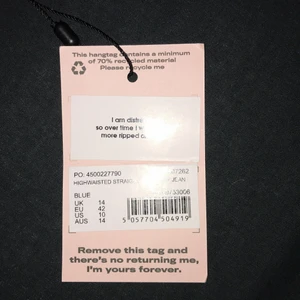 This hangtag contains a minimum
of 70% recycled material
Please recycle me
I am distre
so over time I
more ripped
PO: 4500227790
HIGHWAISTED STRAI JEAN
BLUE
UK 14
EU 42
US 10
AUS 14
5 057704 504919
Remove this tag and
there's no returning me,
I'm yours forever.